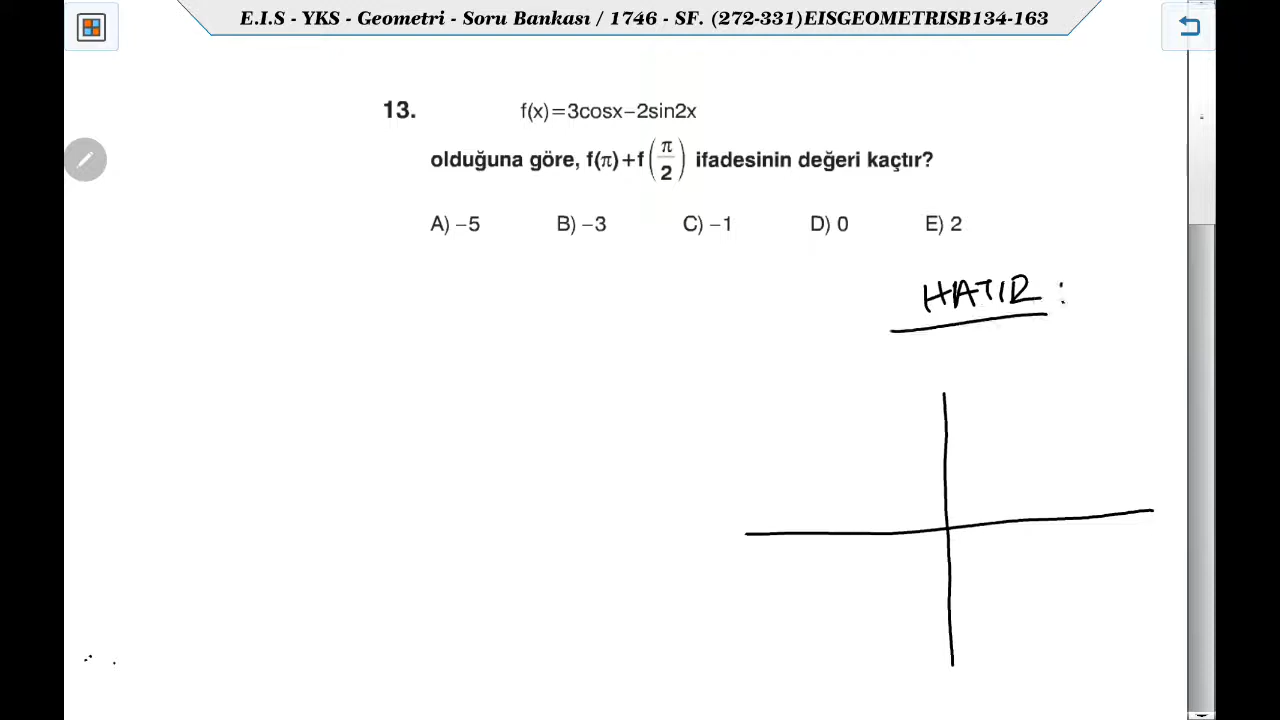 E.I.S - YKS - Geometri - Soru Bankası / 1746 - SF. (272-331)EISGEOMETRISB134-163
13. f(x)=3cosx−2sin2x
olduğuna göre, f(π)+f(π/2) ifadesinin değeri kaçtır?
A) −5 B) −3 C) −1 D) 0 E) 2
HATIR :